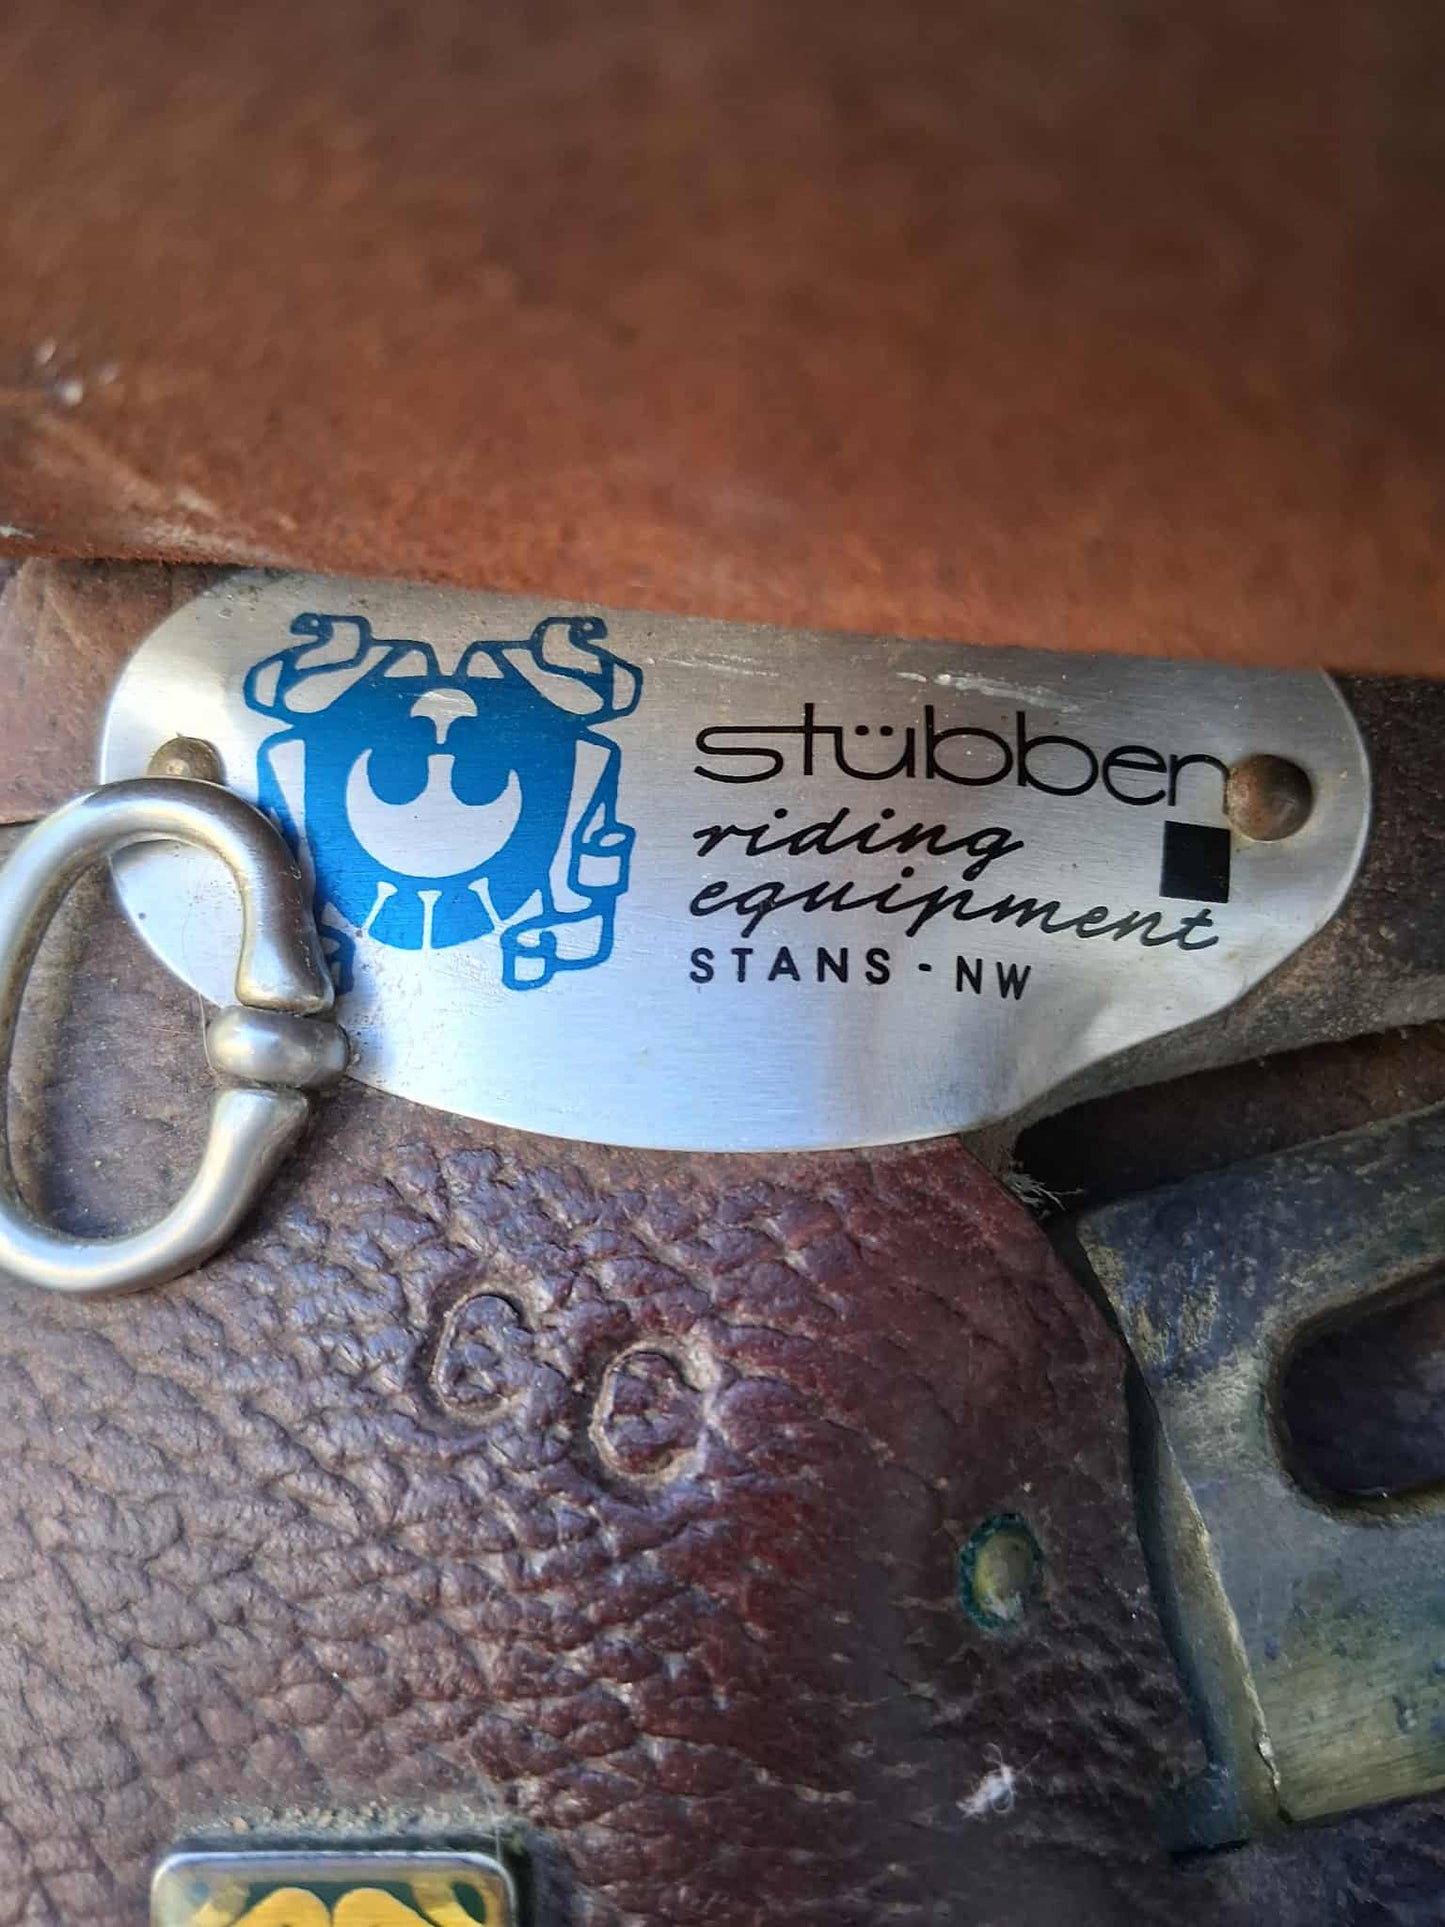 stübben
riding
equipment
STANS - NW